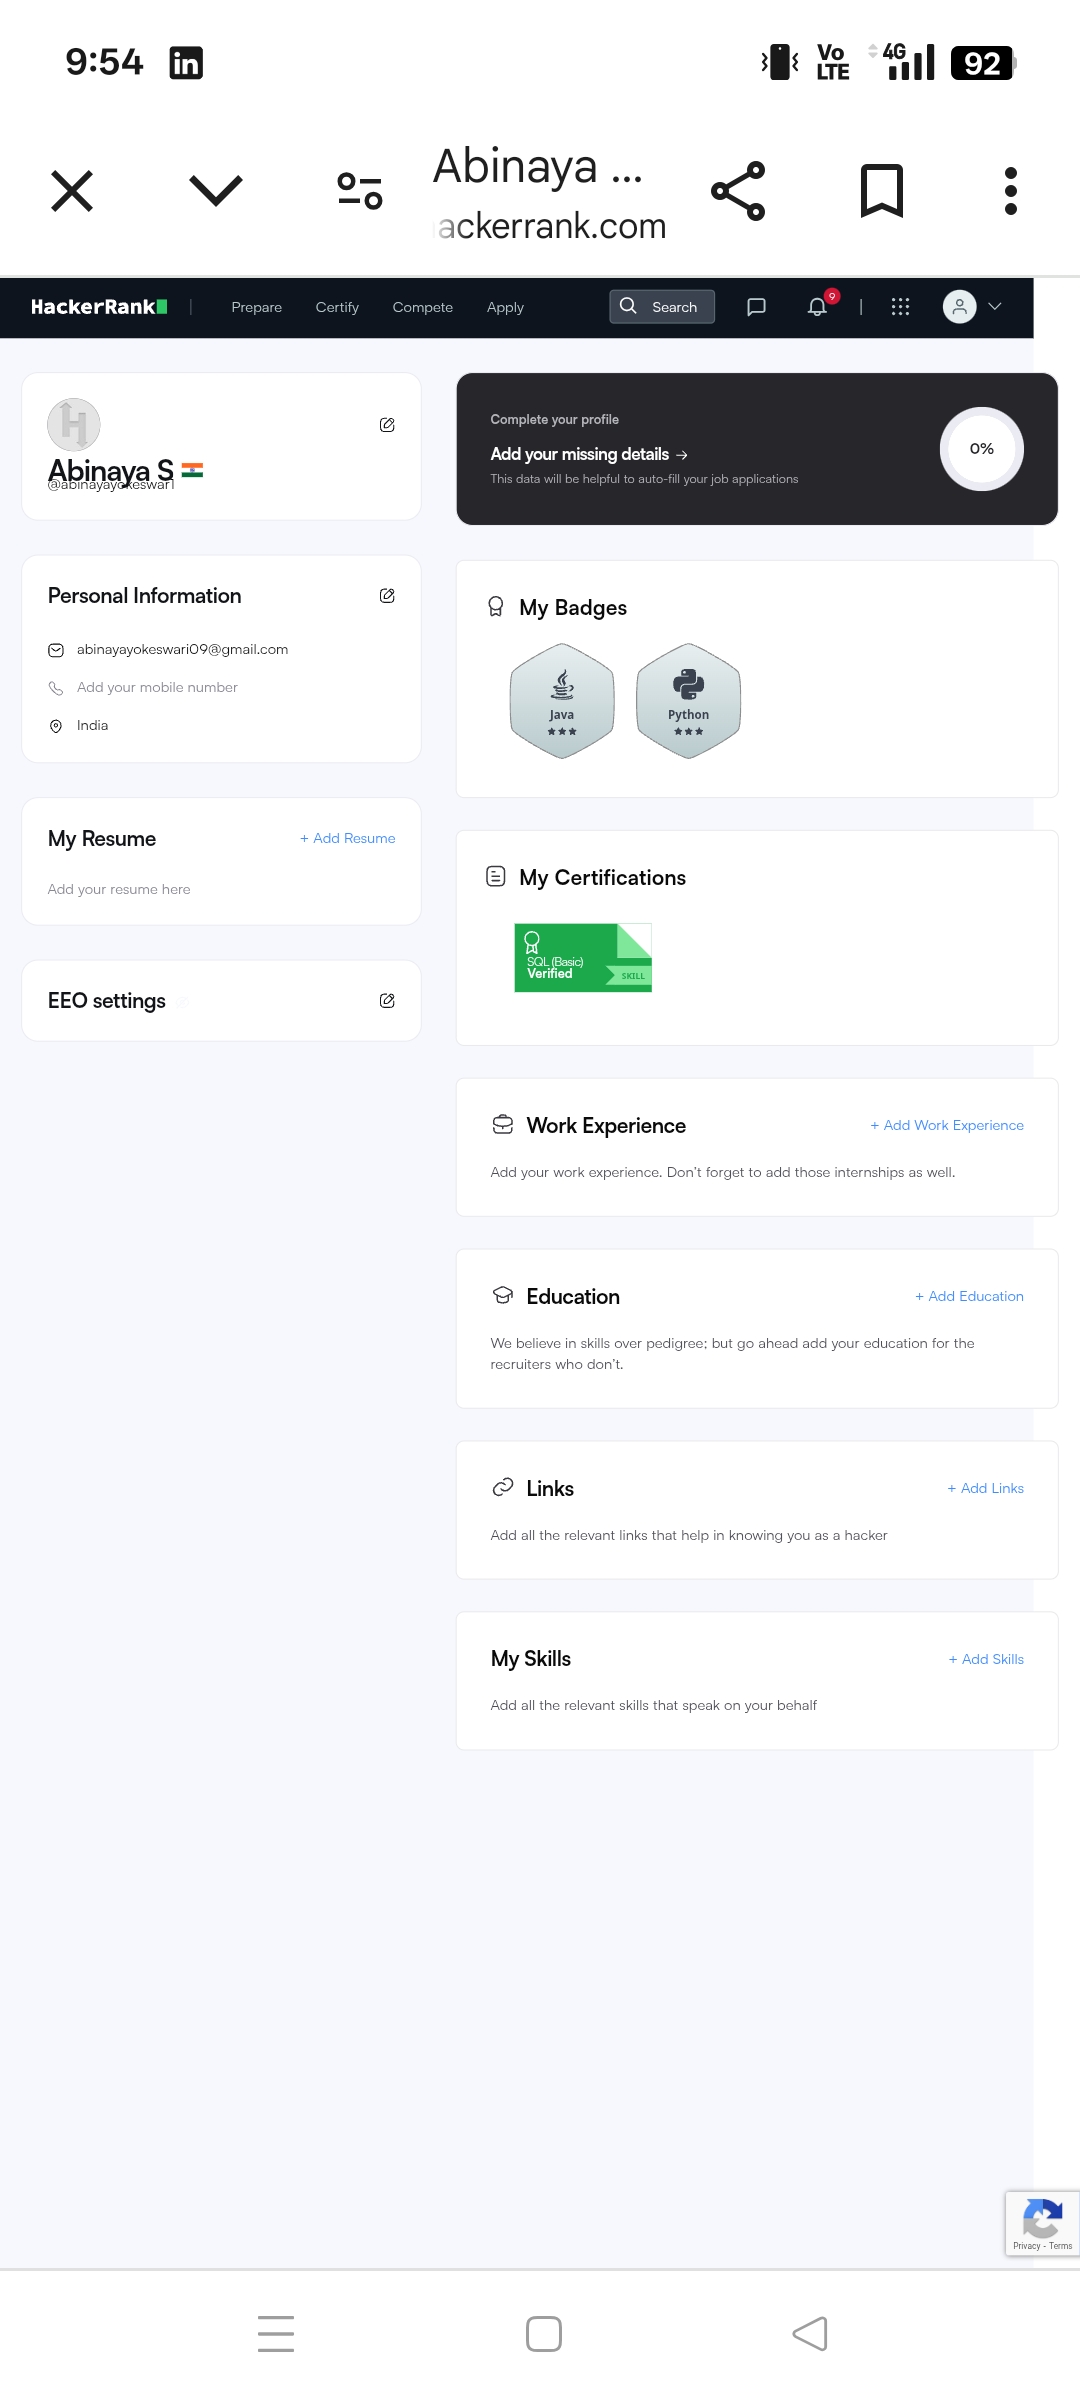 9:54
in
Vo
LTE
4G
92
Abinaya ...
ackerrank.com
HackerRank
Prepare
Certify
Compete
Apply
Search
9
Abinaya S
@abinayayokeswari
Personal Information
abinayayokeswari09@gmail.com
Add your mobile number
India
My Resume
+ Add Resume
Add your resume here
EEO settings
Complete your profile
Add your missing details →
This data will be helpful to auto-fill your job applications
0%
My Badges
Java
Python
My Certifications
SQL (Basic)
Verified
SKILL
Work Experience
+ Add Work Experience
Add your work experience. Don't forget to add those internships as well.
Education
+ Add Education
We believe in skills over pedigree; but go ahead add your education for the
recruiters who don't.
Links
+ Add Links
Add all the relevant links that help in knowing you as a hacker
My Skills
+ Add Skills
Add all the relevant skills that speak on your behalf
Privacy - Terms